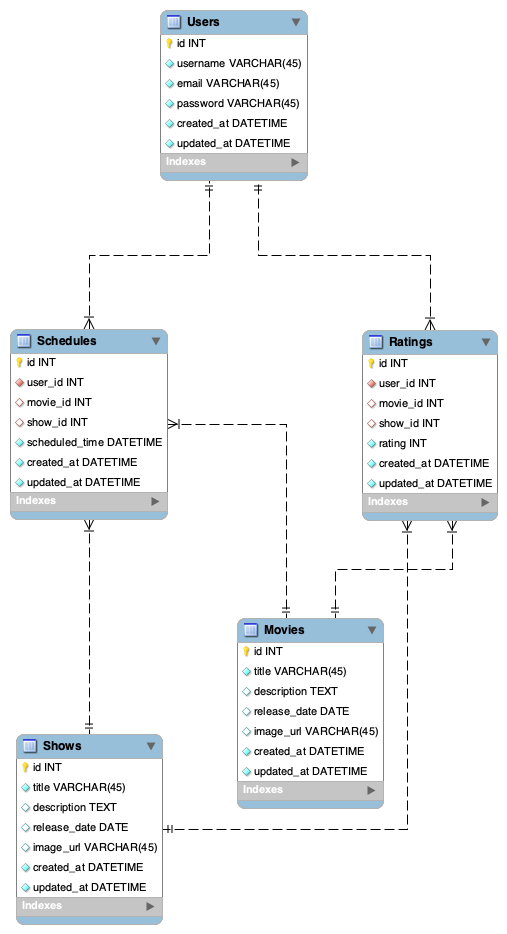 Users
id INT
username VARCHAR(45)
email VARCHAR(45)
password VARCHAR(45)
created_at DATETIME
updated_at DATETIME
Indexes
Schedules
id INT
user_id INT
movie_id INT
show_id INT
scheduled_time DATETIME
created_at DATETIME
updated_at DATETIME
Indexes
Ratings
id INT
user_id INT
movie_id INT
show_id INT
rating INT
created_at DATETIME
updated_at DATETIME
Indexes
Movies
id INT
title VARCHAR(45)
description TEXT
release_date DATE
image_url VARCHAR(45)
created_at DATETIME
updated_at DATETIME
Indexes
Shows
id INT
title VARCHAR(45)
description TEXT
release_date DATE
image_url VARCHAR(45)
created_at DATETIME
updated_at DATETIME
Indexes